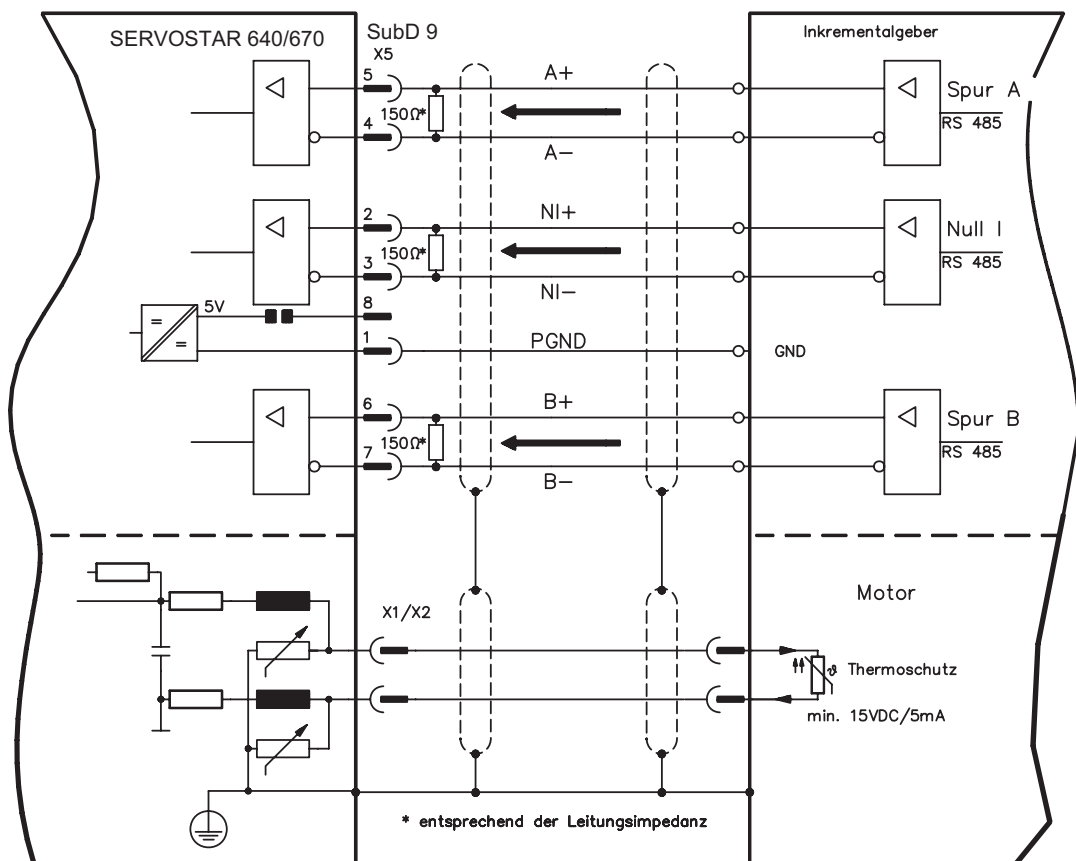 SERVOSTAR 640/670
SubD 9
X5
Inkrementalgeber
5
A+
Spur A
150Ω*
RS 485
4
A−
2
NI+
Null I
150Ω*
RS 485
3
NI−
5V
8
1
PGND
GND
=
=
6
B+
Spur B
150Ω*
RS 485
7
B−
Motor
X1/X2
ϑ Thermoschutz
min. 15VDC/5mA
* entsprechend der Leitungsimpedanz